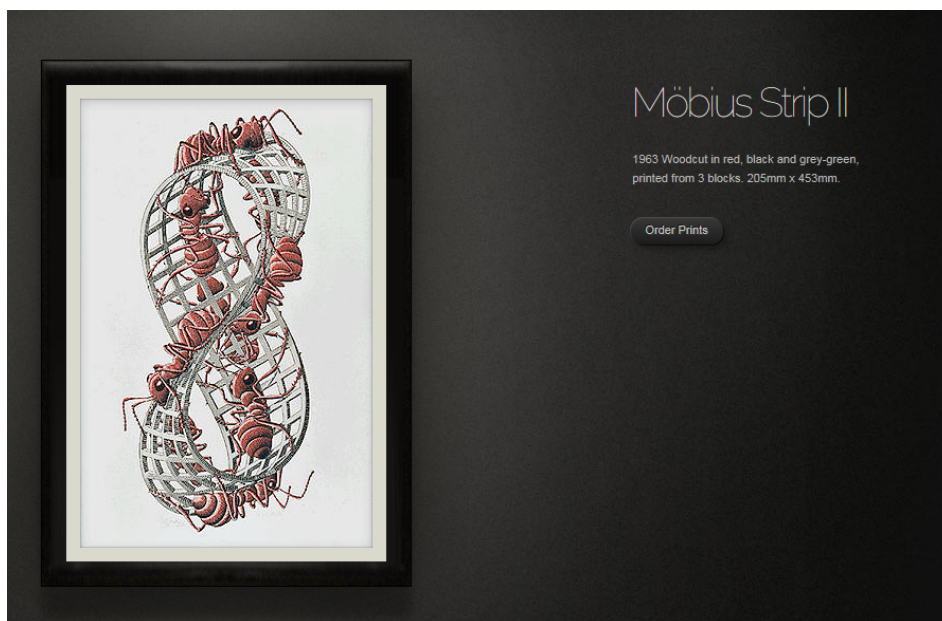 Möbius Strip II
1963 Woodcut in red, black and grey-green,
printed from 3 blocks. 205mm x 453mm.
Order Prints